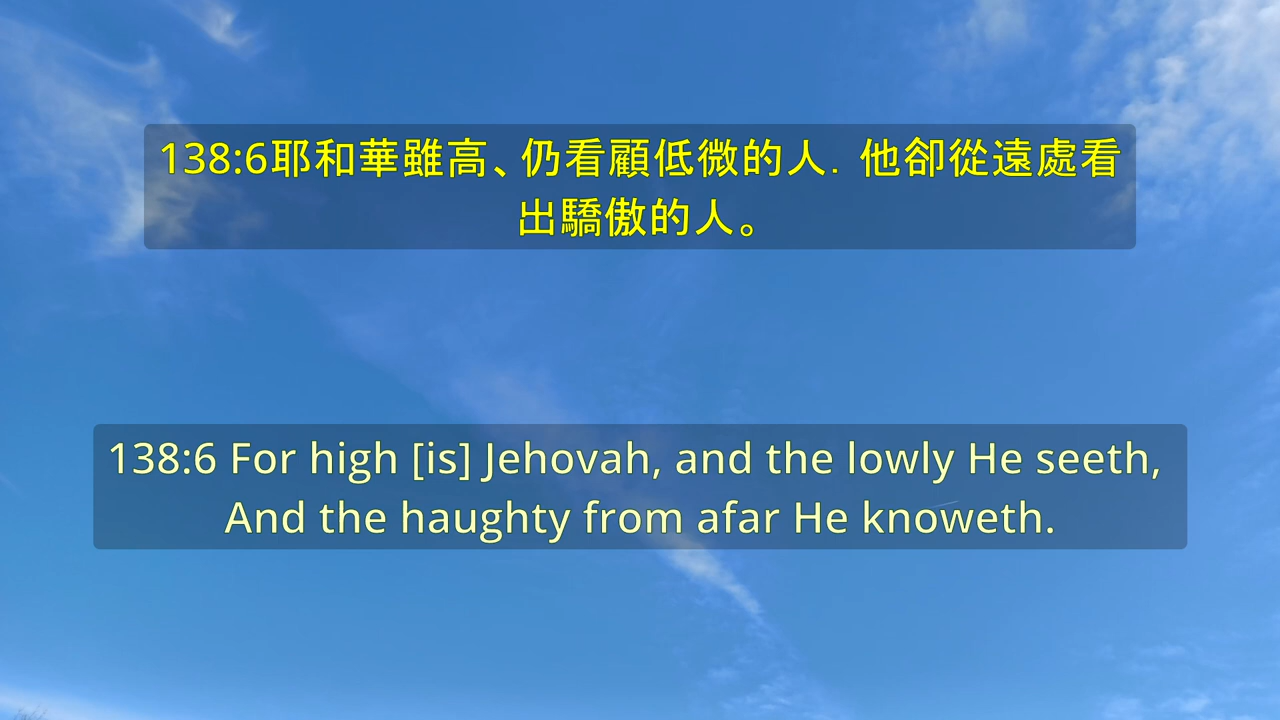 138:6耶和華雖高、仍看顧低微的人．他卻從遠處看
出驕傲的人。
138:6 For high [is] Jehovah, and the lowly He seeth,
And the haughty from afar He knoweth.